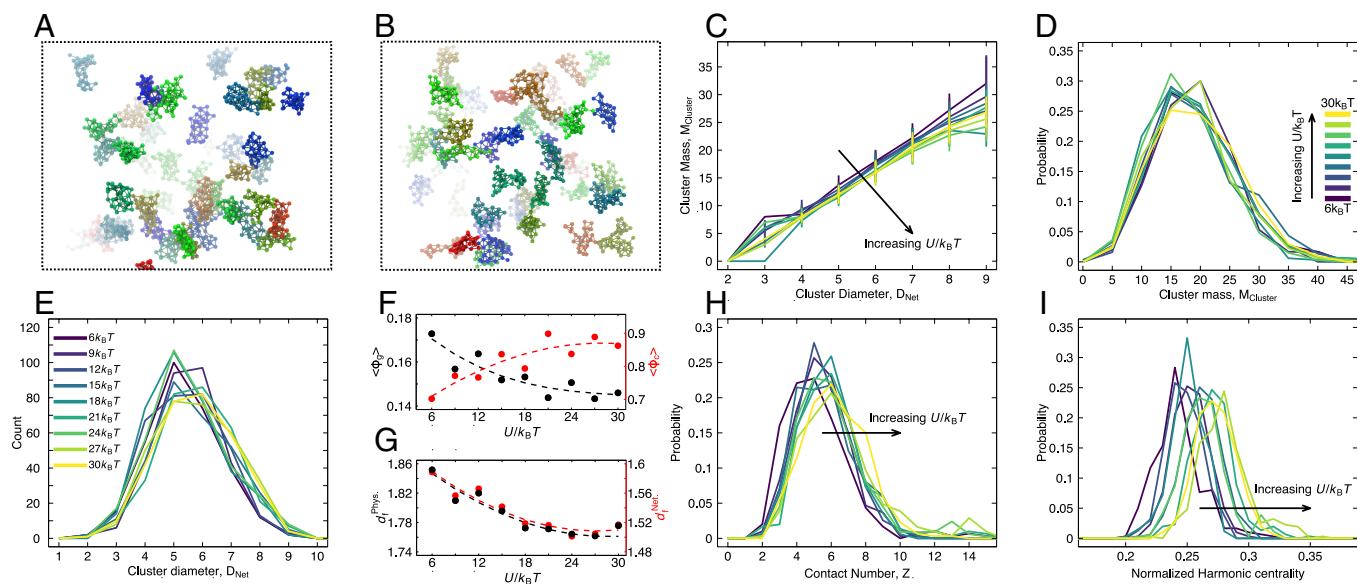 A
B
C
Cluster Mass, M_Cluster
40
35
30
25
20
15
10
5
0
Increasing U/k_BT
2 3 4 5 6 7 8 9
Cluster Diameter, D_Net
D
Probability
0.35
0.3
0.25
0.2
0.15
0.1
0.05
0
Increasing U/k_BT
30k_BT
6k_BT
0 5 10 15 20 25 30 35 40 45
Cluster mass, M_Cluster
E
Count
120
100
80
60
40
20
0
6k_BT
9k_BT
12k_BT
15k_BT
18k_BT
21k_BT
24k_BT
27k_BT
30k_BT
1 2 3 4 5 6 7 8 9 10
Cluster diameter, D_Net
F
<ϕ_g>
0.18
0.16
0.14
0.9
0.8
0.7
<ϕ_c>
6 12 18 24 30
U/k_BT
G
d_f^Phys.
1.86
1.82
1.78
1.74
1.6
1.56
1.52
1.48
d_f^Net.
6 12 18 24 30
U/k_BT
H
Probability
0.3
0.25
0.2
0.15
0.1
0.05
0
Increasing U/k_BT
0 2 4 6 8 10 12 14
Contact Number, Z
I
Probability
0.35
0.3
0.25
0.2
0.15
0.1
0.05
0
Increasing U/k_BT
0.2 0.25 0.3 0.35
Normalized Harmonic centrality